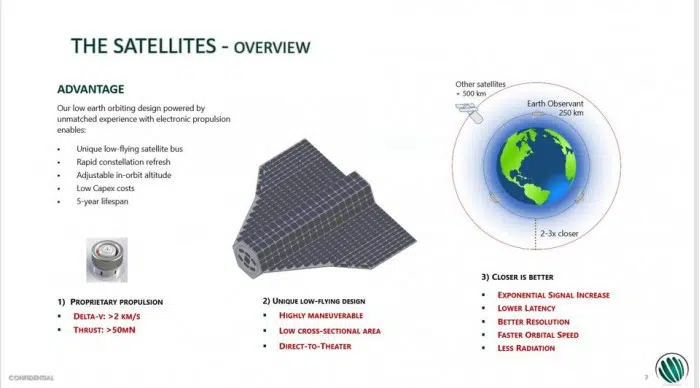 THE SATELLITES - OVERVIEW
ADVANTAGE
Our low earth orbiting design powered by
unmatched experience with electronic propulsion
enables:
• Unique low-flying satellite bus
• Rapid constellation refresh
• Adjustable in-orbit altitude
• Low Capex costs
• 5-year lifespan
1) PROPRIETARY PROPULSION
▪ DELTA-V: >2 KM/S
▪ THRUST: >50MN
2) UNIQUE LOW-FLYING DESIGN
▪ HIGHLY MANEUVERABLE
▪ LOW CROSS-SECTIONAL AREA
▪ DIRECT-TO-THEATER
Other satellites
+ 500 km
Earth Observant
250 km
2-3x closer
3) CLOSER IS BETTER
▪ EXPONENTIAL SIGNAL INCREASE
▪ LOWER LATENCY
▪ BETTER RESOLUTION
▪ FASTER ORBITAL SPEED
▪ LESS RADIATION
CONFIDENTIAL